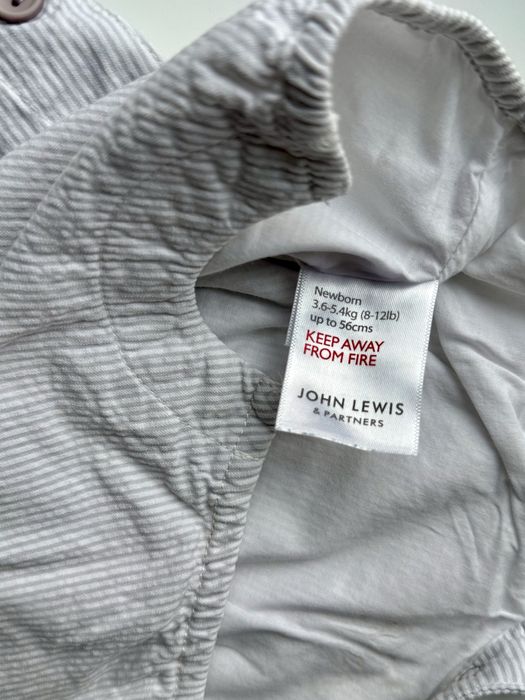 Newborn
3.6-5.4kg (8-12lb)
up to 56cms
KEEP AWAY
FROM FIRE
JOHN LEWIS
& PARTNERS